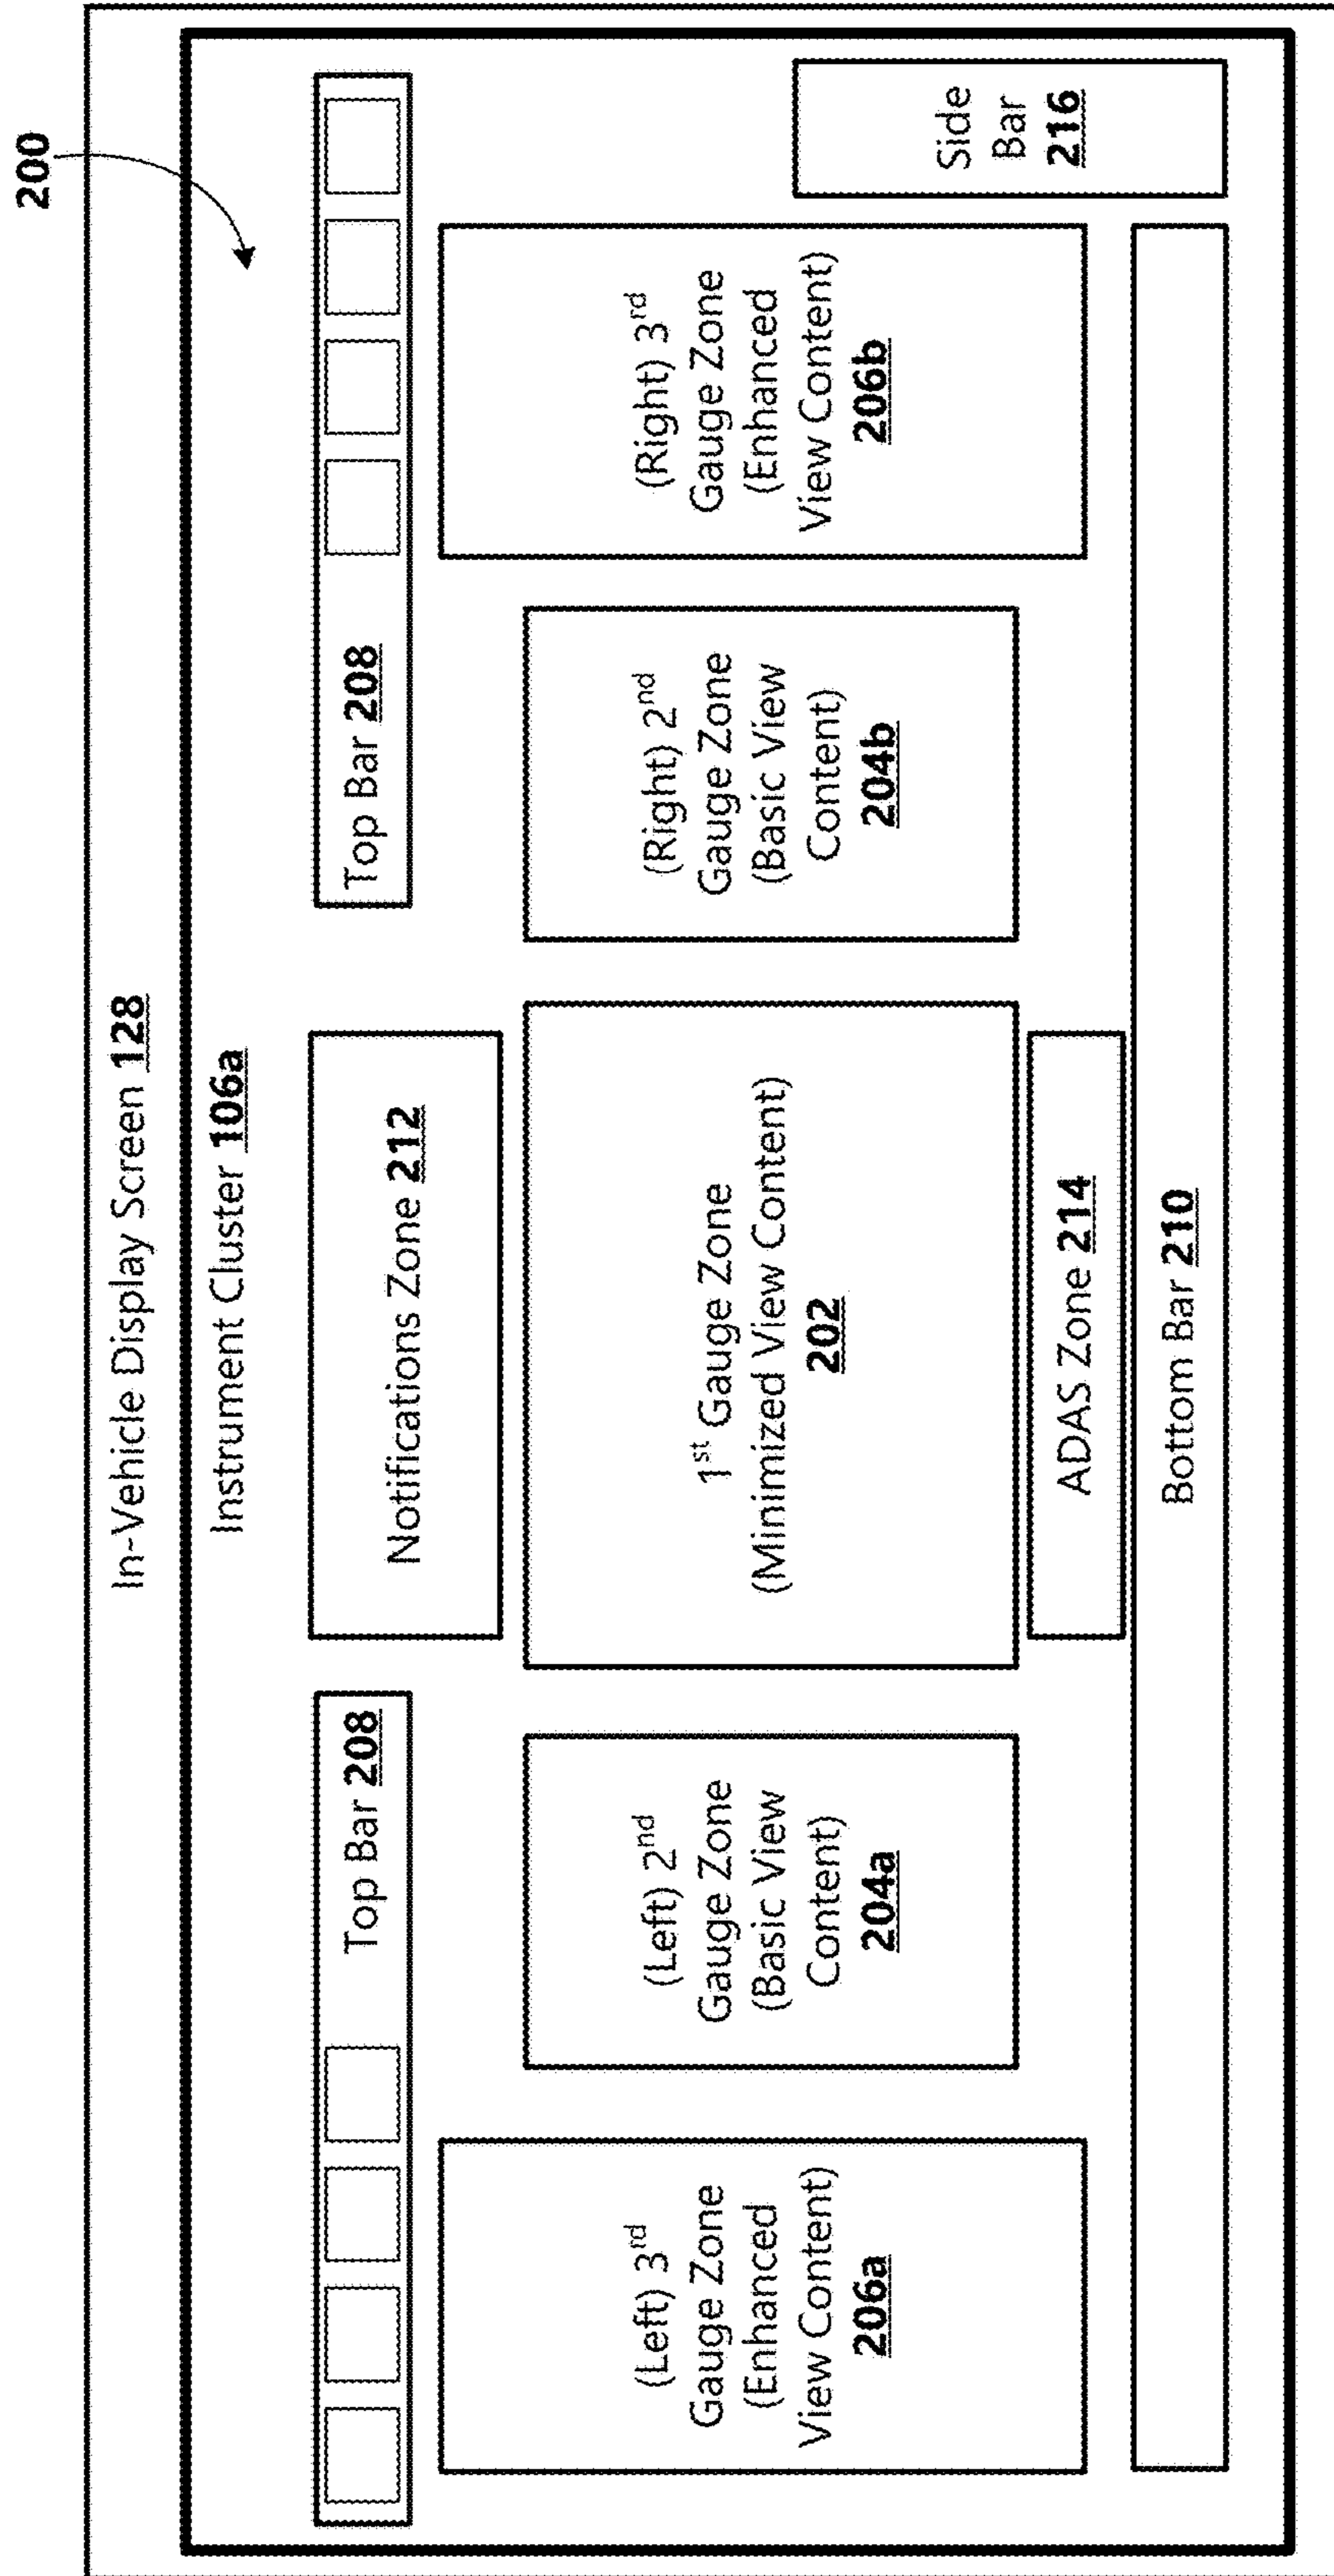 200
In-Vehicle Display Screen 128
Instrument Cluster 106a
Top Bar 208
Notifications Zone 212
Top Bar 208
(Left) 3rd
Gauge Zone
(Enhanced
View Content)
206a
(Left) 2nd
Gauge Zone
(Basic View
Content)
204a
1st Gauge Zone
(Minimized View Content)
202
(Right) 2nd
Gauge Zone
(Basic View
Content)
204b
(Right) 3rd
Gauge Zone
(Enhanced
View Content)
206b
Side
Bar
216
ADAS Zone 214
Bottom Bar 210